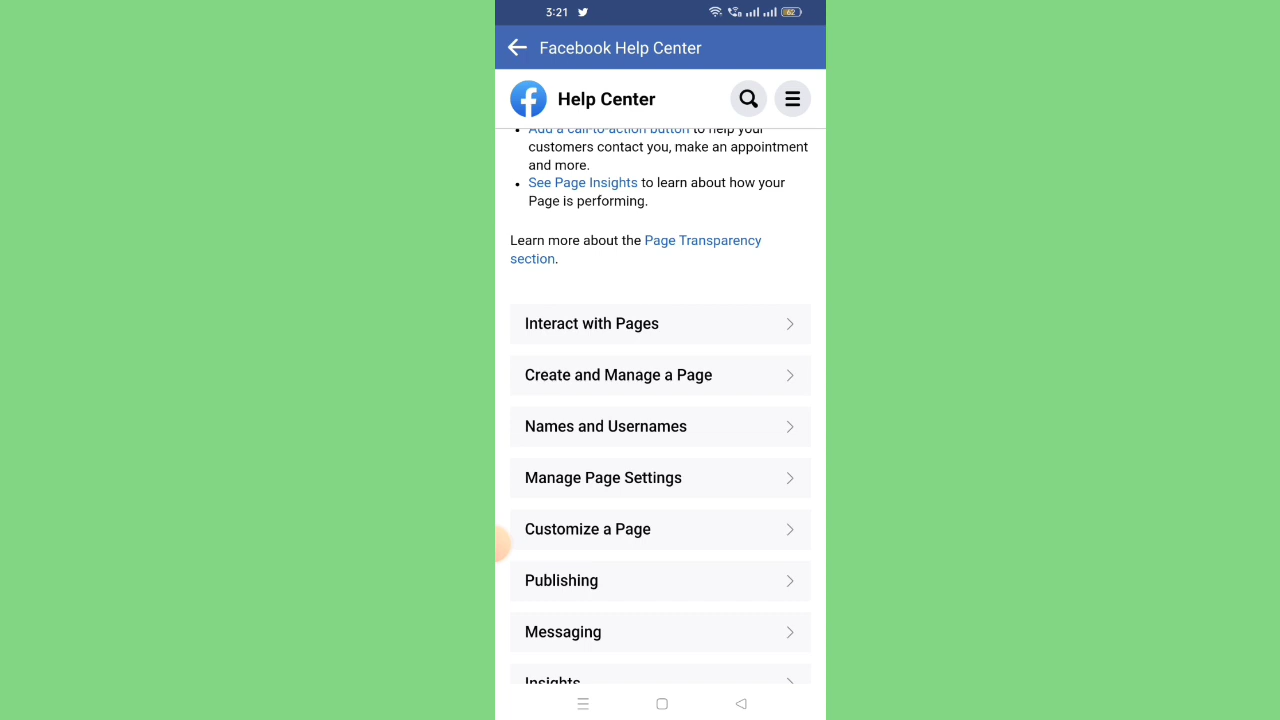 3:21
62
Facebook Help Center
Help Center
Add a call-to-action button to help your
customers contact you, make an appointment
and more.
See Page Insights to learn about how your
Page is performing.
Learn more about the Page Transparency
section.
Interact with Pages
Create and Manage a Page
Names and Usernames
Manage Page Settings
Customize a Page
Publishing
Messaging
Insights